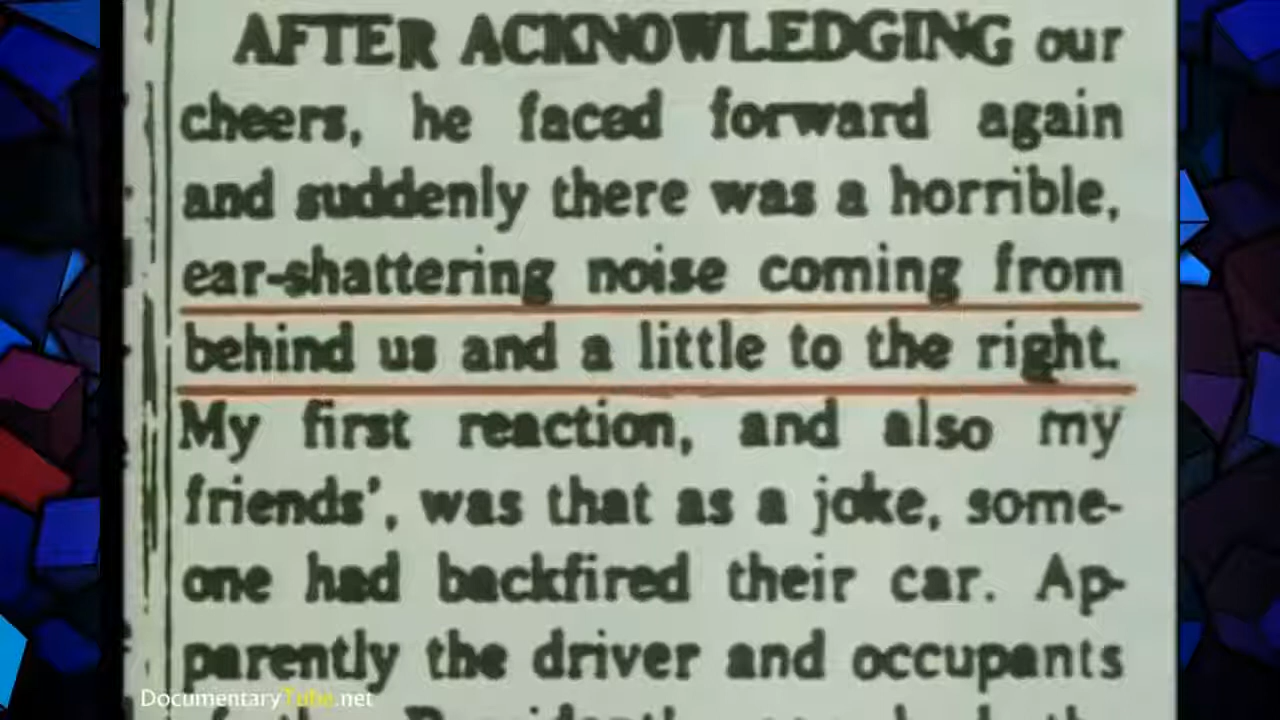 AFTER ACKNOWLEDGING our
cheers, he faced forward again
and suddenly there was a horrible,
ear-shattering noise coming from
behind us and a little to the right.
My first reaction, and also my
friends', was that as a joke, some-
one had backfired their car. Ap-
parently the driver and occupants
DocumentaryTube.net